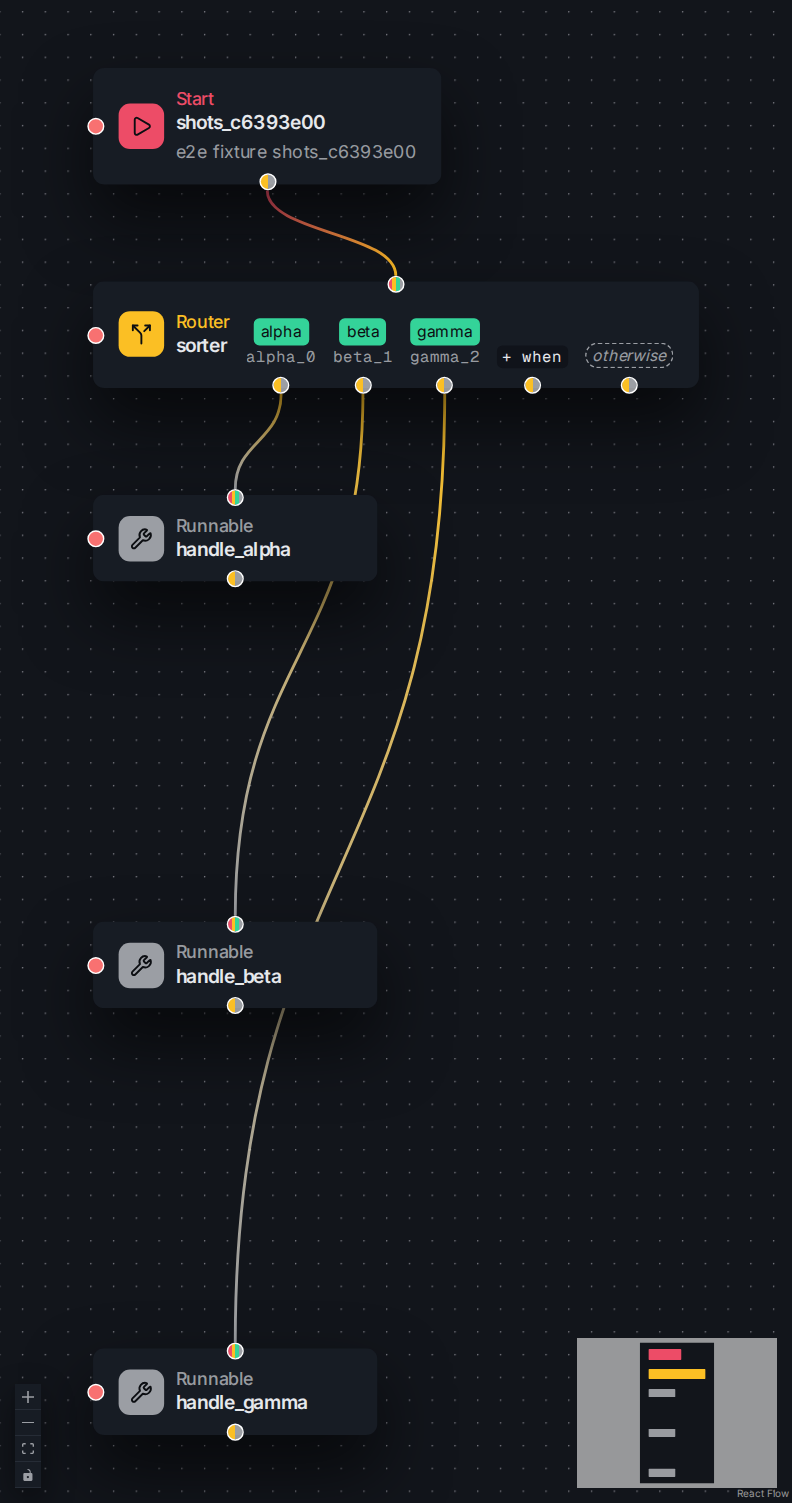 Start
shots_c6393e00
e2e fixture shots_c6393e00
Router
sorter
alpha beta gamma
alpha_0 beta_1 gamma_2 + when otherwise
Runnable
handle_alpha
Runnable
handle_beta
Runnable
handle_gamma
React Flow